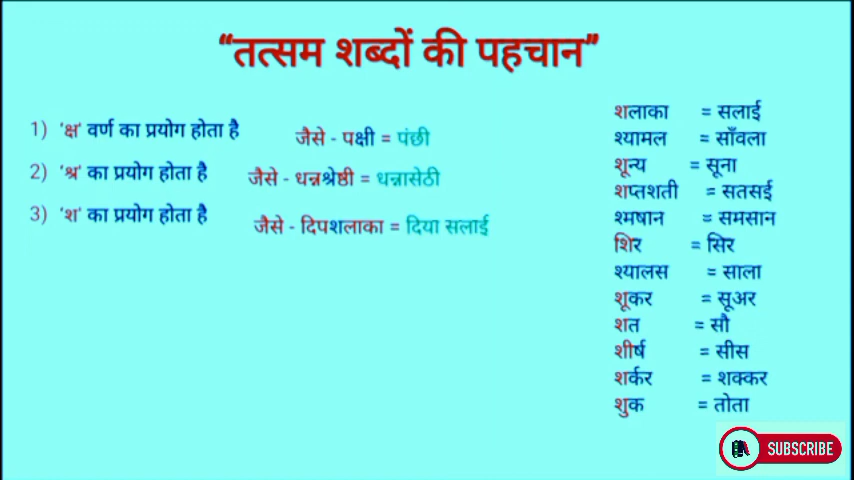 “तत्सम शब्दों की पहचान”
1) 'क्ष' वर्ण का प्रयोग होता है जैसे - पक्षी = पंछी
2) 'श्र' का प्रयोग होता है जैसे - धन्नश्रेष्ठी = धन्नासेठी
3) 'श' का प्रयोग होता है जैसे - दिपशलाका = दिया सलाई
शलाका = सलाई
श्यामल = साँवला
शून्य = सूना
शप्तशती = सतसई
श्मषान = समसान
शिर = सिर
श्यालस = साला
शूकर = सूअर
शत = सौ
शीर्ष = सीस
शर्कर = शक्कर
शुक = तोता
SUBSCRIBE